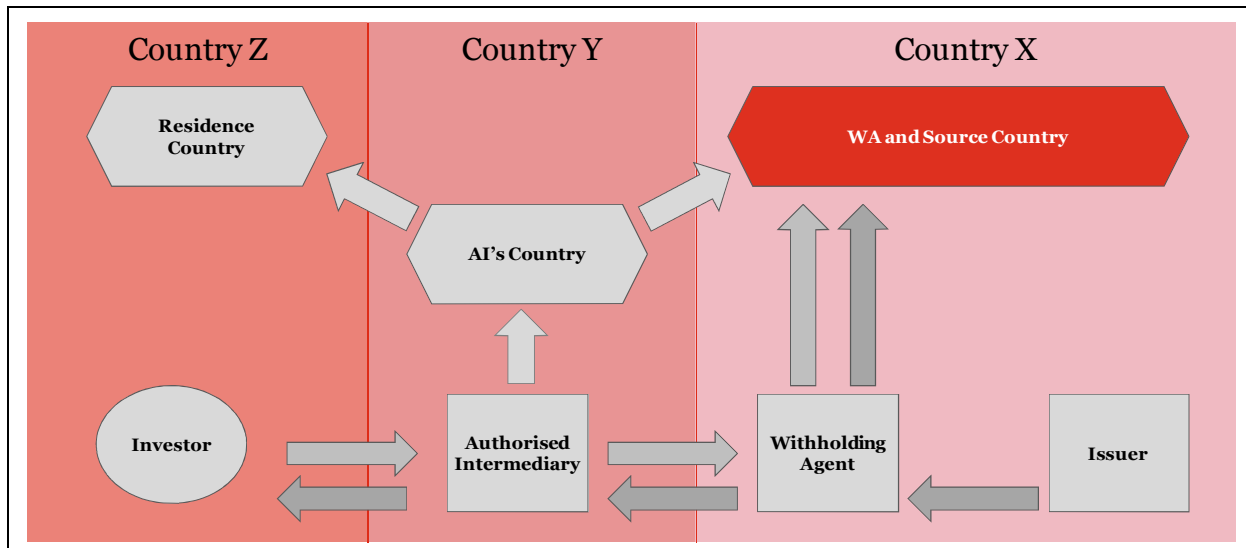 Country Z
Country Y
Country X
Residence
Country
WA and Source Country
AI's Country
Investor
Authorised
Intermediary
Withholding
Agent
Issuer